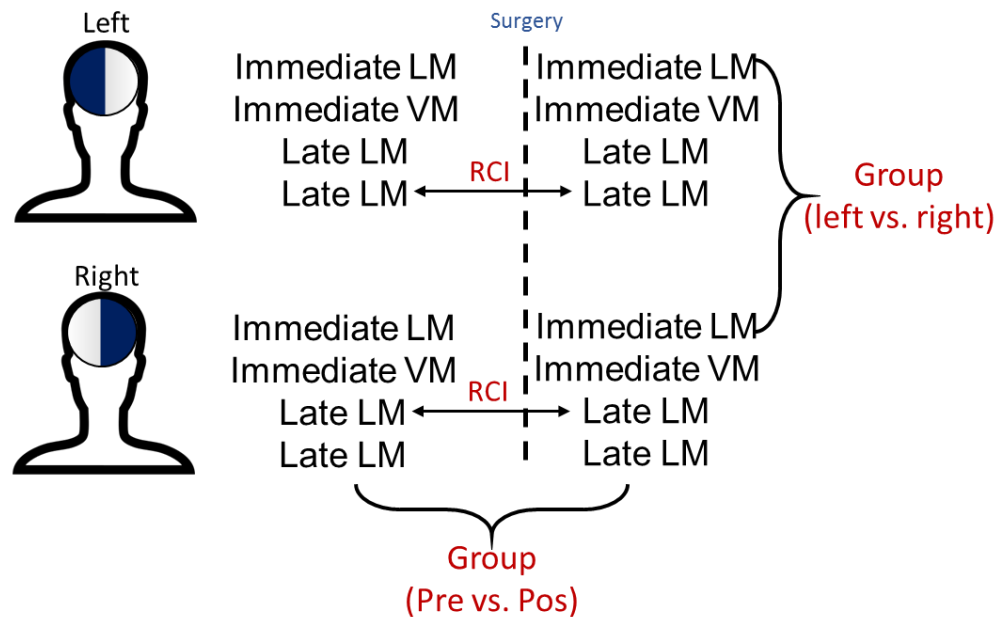 Left
Surgery
Immediate LM
Immediate VM
Late LM
Late LM
RCI
Immediate LM
Immediate VM
Late LM
Late LM
Group
(left vs. right)
Right
Immediate LM
Immediate VM
Late LM
Late LM
RCI
Immediate LM
Immediate VM
Late LM
Late LM
Group
(Pre vs. Pos)